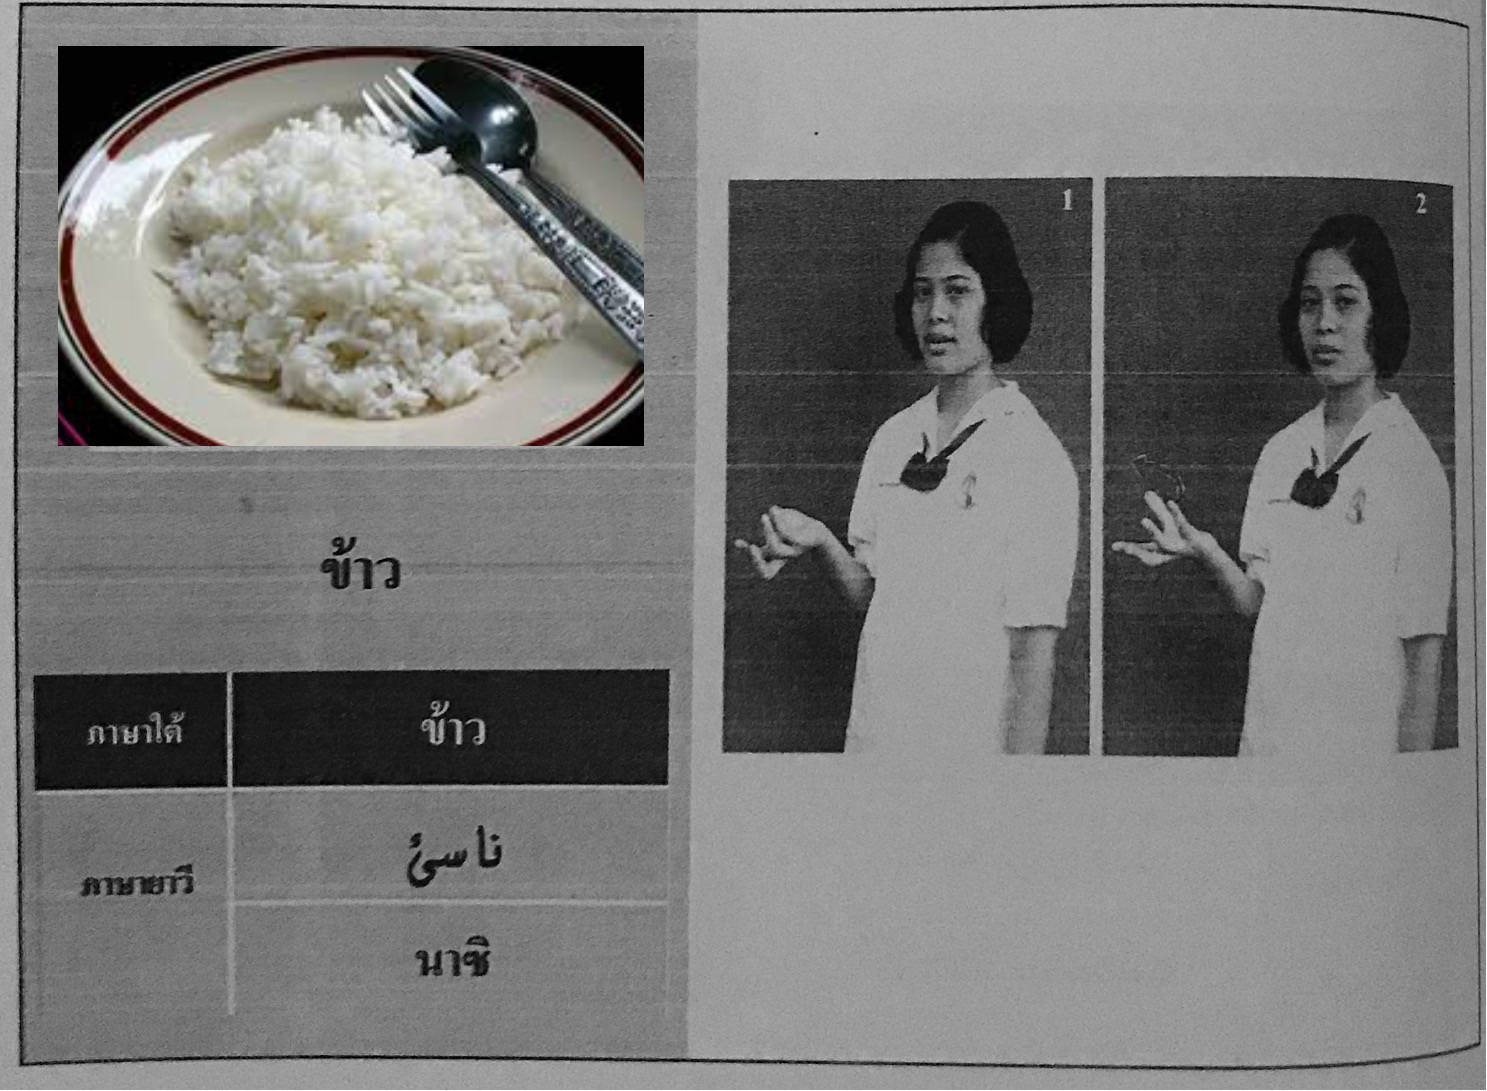 ข้าว
ภาษาใต้ ข้าว
ภาษายาวี
ناسئ
นาซิ
1 2